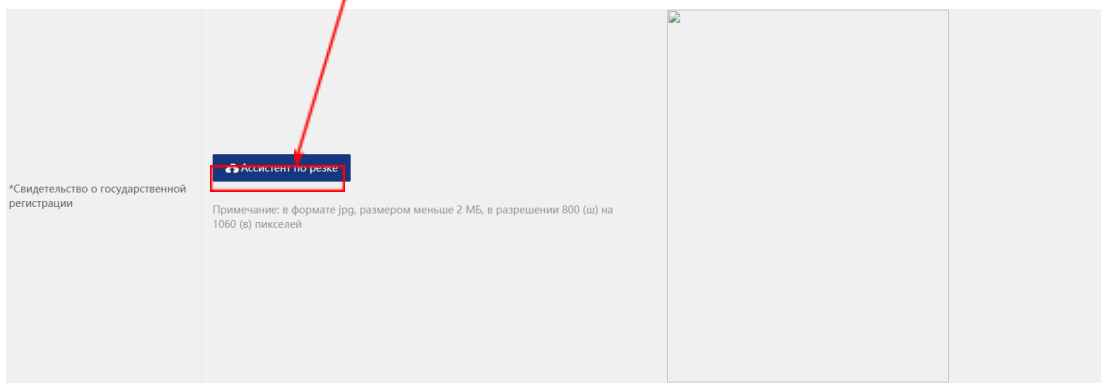 Ассистент по резке
*Свидетельство о государственной
регистрации
Примечание: в формате jpg, размером меньше 2 МБ, в разрешении 800 (ш) на
1060 (в) пикселей